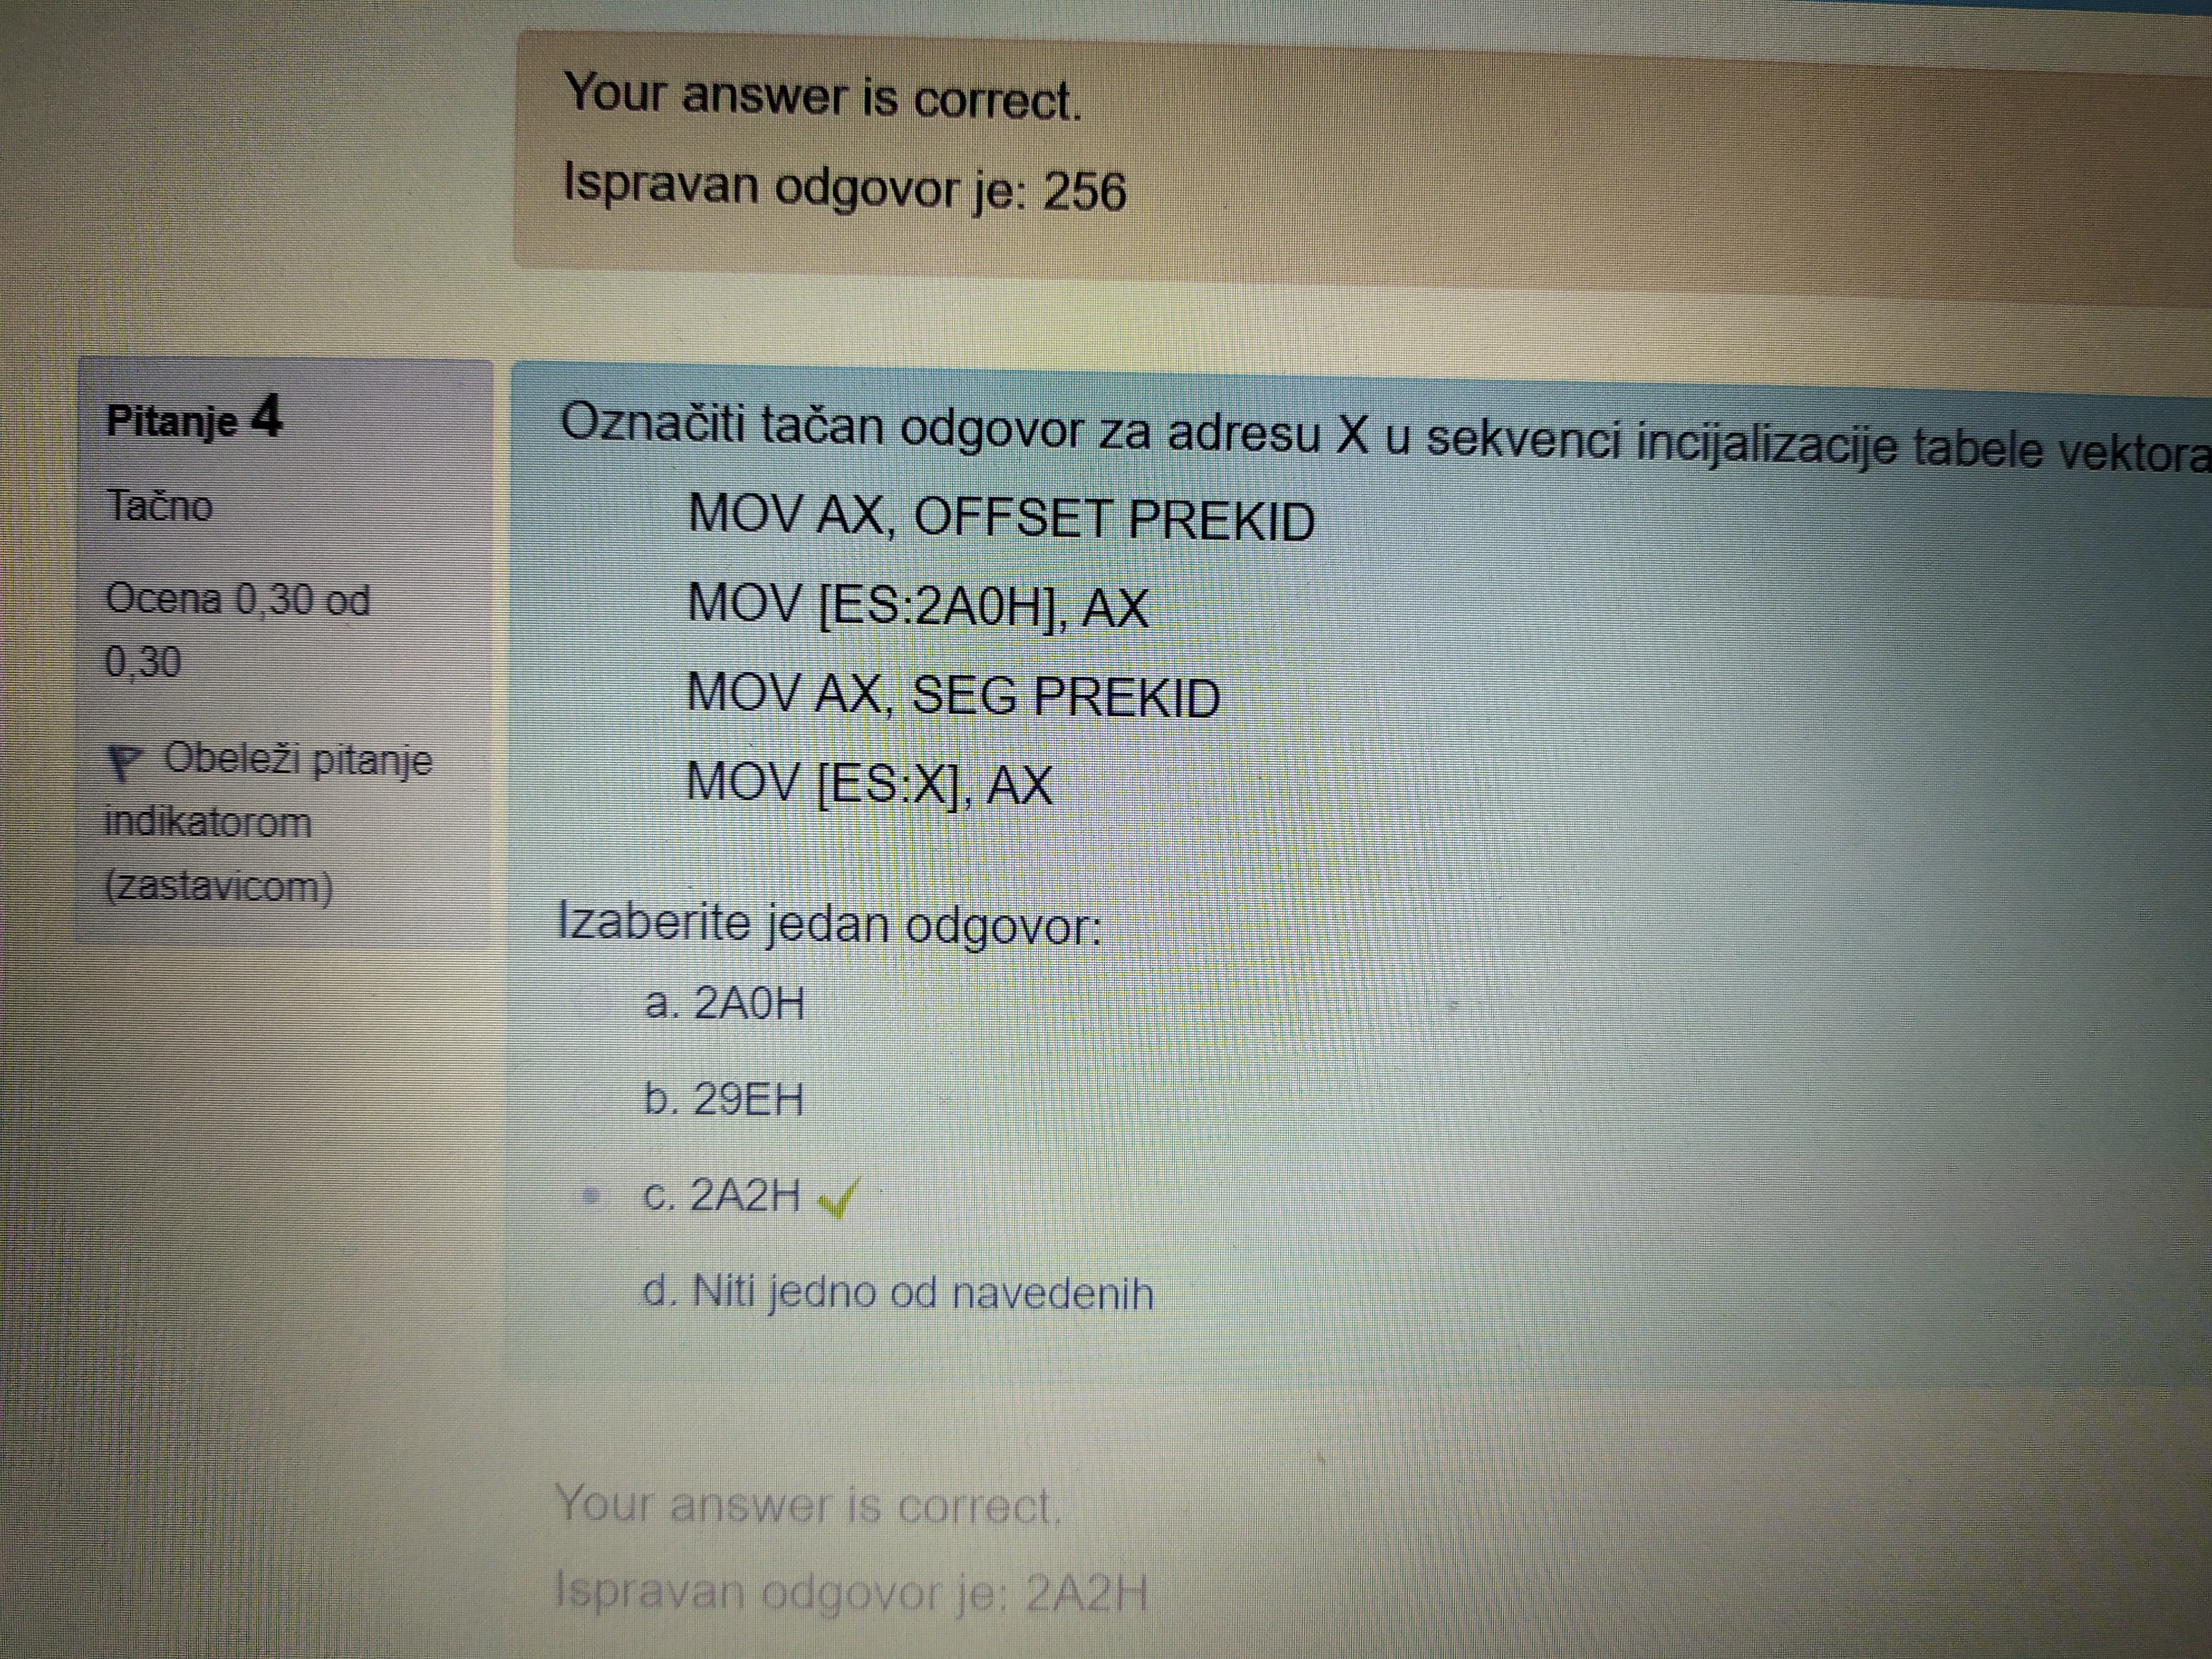 Your answer is correct.
Ispravan odgovor je: 256
Pitanje 4
Tačno
Ocena 0,30 od
0,30
Obeleži pitanje
indikatorom
(zastavicom)
Označiti tačan odgovor za adresu X u sekvenci incijalizacije tabele vektora
MOV AX, OFFSET PREKID
MOV [ES:2A0H], AX
MOV AX, SEG PREKID
MOV [ES:X], AX
Izaberite jedan odgovor:
a. 2A0H
b. 29EH
c. 2A2H
d. Niti jedno od navedenih
Your answer is correct.
Ispravan odgovor je: 2A2H